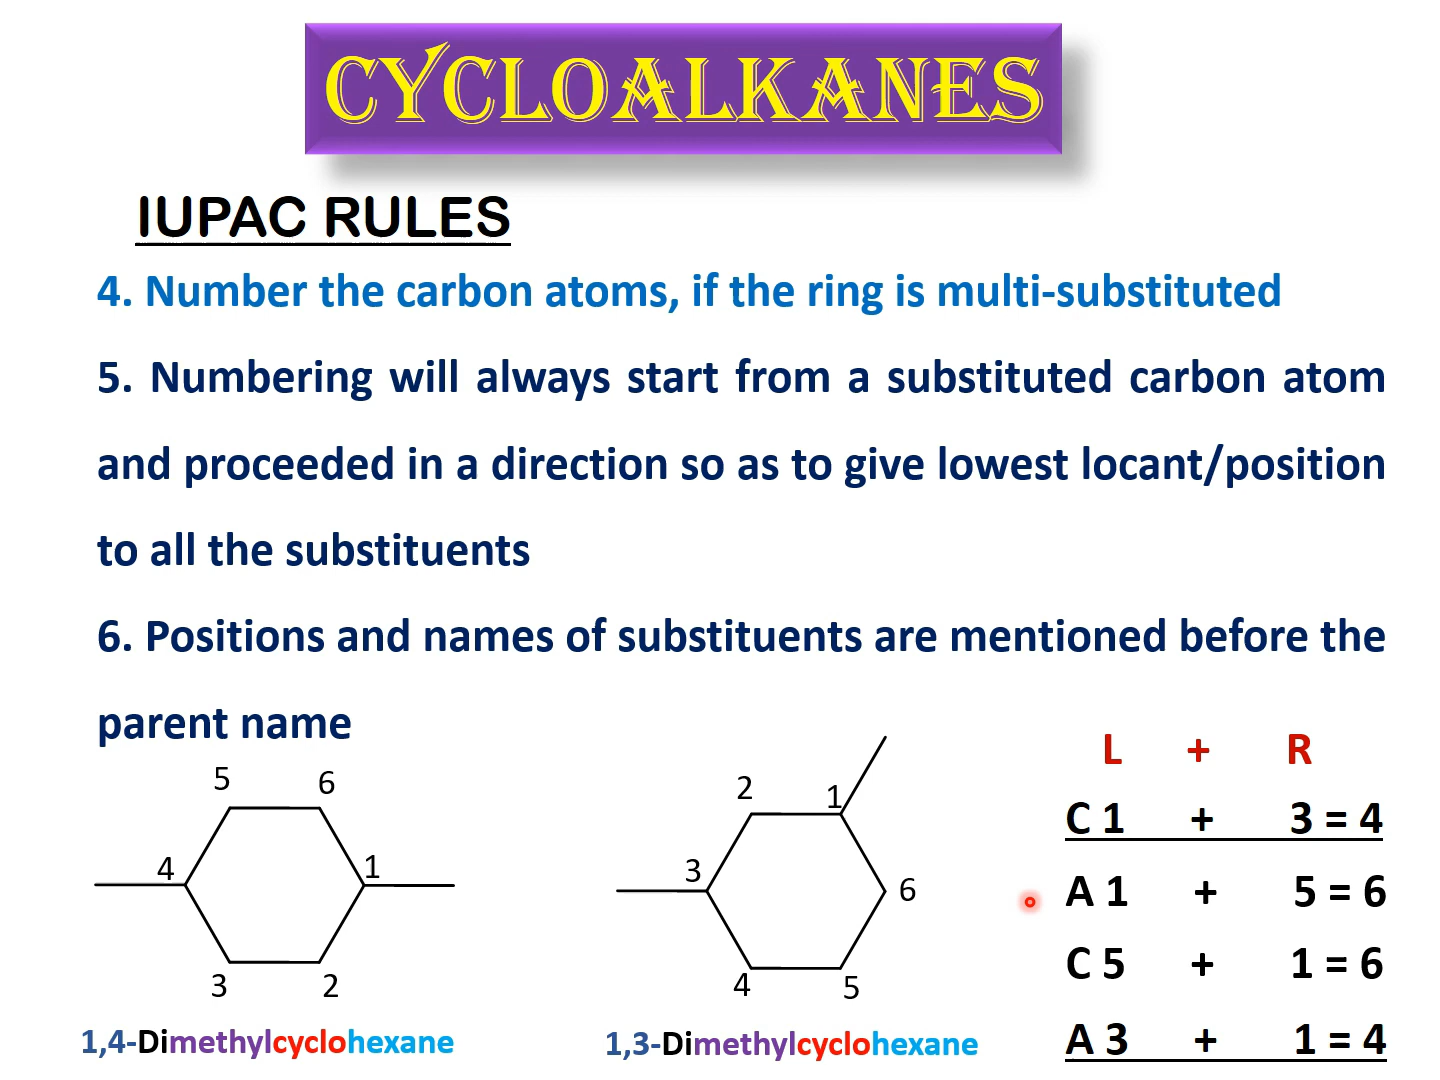 CYCLOALKANES
IUPAC RULES
4. Number the carbon atoms, if the ring is multi-substituted
5. Numbering will always start from a substituted carbon atom
and proceeded in a direction so as to give lowest locant/position
to all the substituents
6. Positions and names of substituents are mentioned before the
parent name
5 6
4 1
3 2
1,4-Dimethylcyclohexane
2 1
3 6
4 5
1,3-Dimethylcyclohexane
L + R
C 1 + 3 = 4
A 1 + 5 = 6
C 5 + 1 = 6
A 3 + 1 = 4